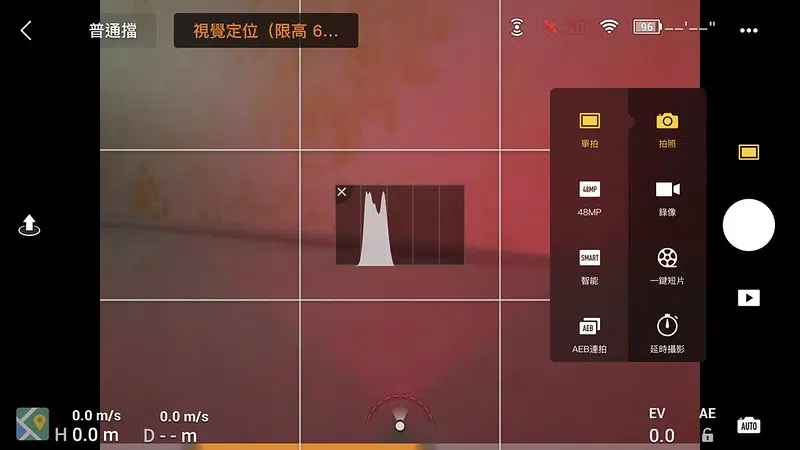 普通擋
視覺定位（限高 6...
96
--'--"
單拍
拍照
48MP
48MP
錄像
SMART
智能
一鍵短片
AEB
AEB連拍
延時攝影
0.0 m/s
0.0 m/s
H 0.0 m
D - - m
EV
AE
0.0
AUTO